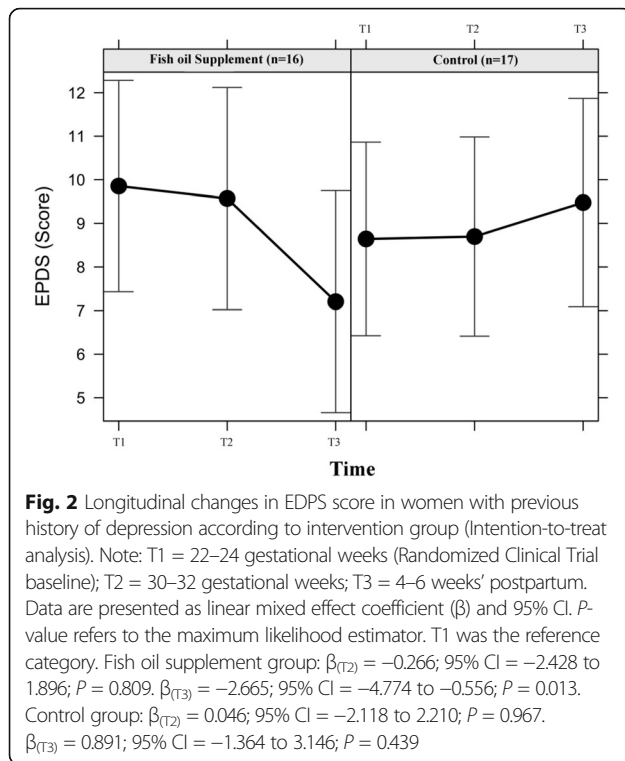 T1 T2 T3
Fish oil Supplement (n=16) Control (n=17)
12
11
10
9
8
7
6
5
EPDS (Score)
T1 T2 T3
Time
Fig. 2 Longitudinal changes in EDPS score in women with previous
history of depression according to intervention group (Intention-to-treat
analysis). Note: T1 = 22–24 gestational weeks (Randomized Clinical Trial
baseline); T2 = 30–32 gestational weeks; T3 = 4–6 weeks’ postpartum.
Data are presented as linear mixed effect coefficient (β) and 95% CI. P-
value refers to the maximum likelihood estimator. T1 was the reference
category. Fish oil supplement group: β(T2) = −0.266; 95% CI = −2.428 to
1.896; P = 0.809. β(T3) = −2.665; 95% CI = −4.774 to −0.556; P = 0.013.
Control group: β(T2) = 0.046; 95% CI = −2.118 to 2.210; P = 0.967.
β(T3) = 0.891; 95% CI = −1.364 to 3.146; P = 0.439